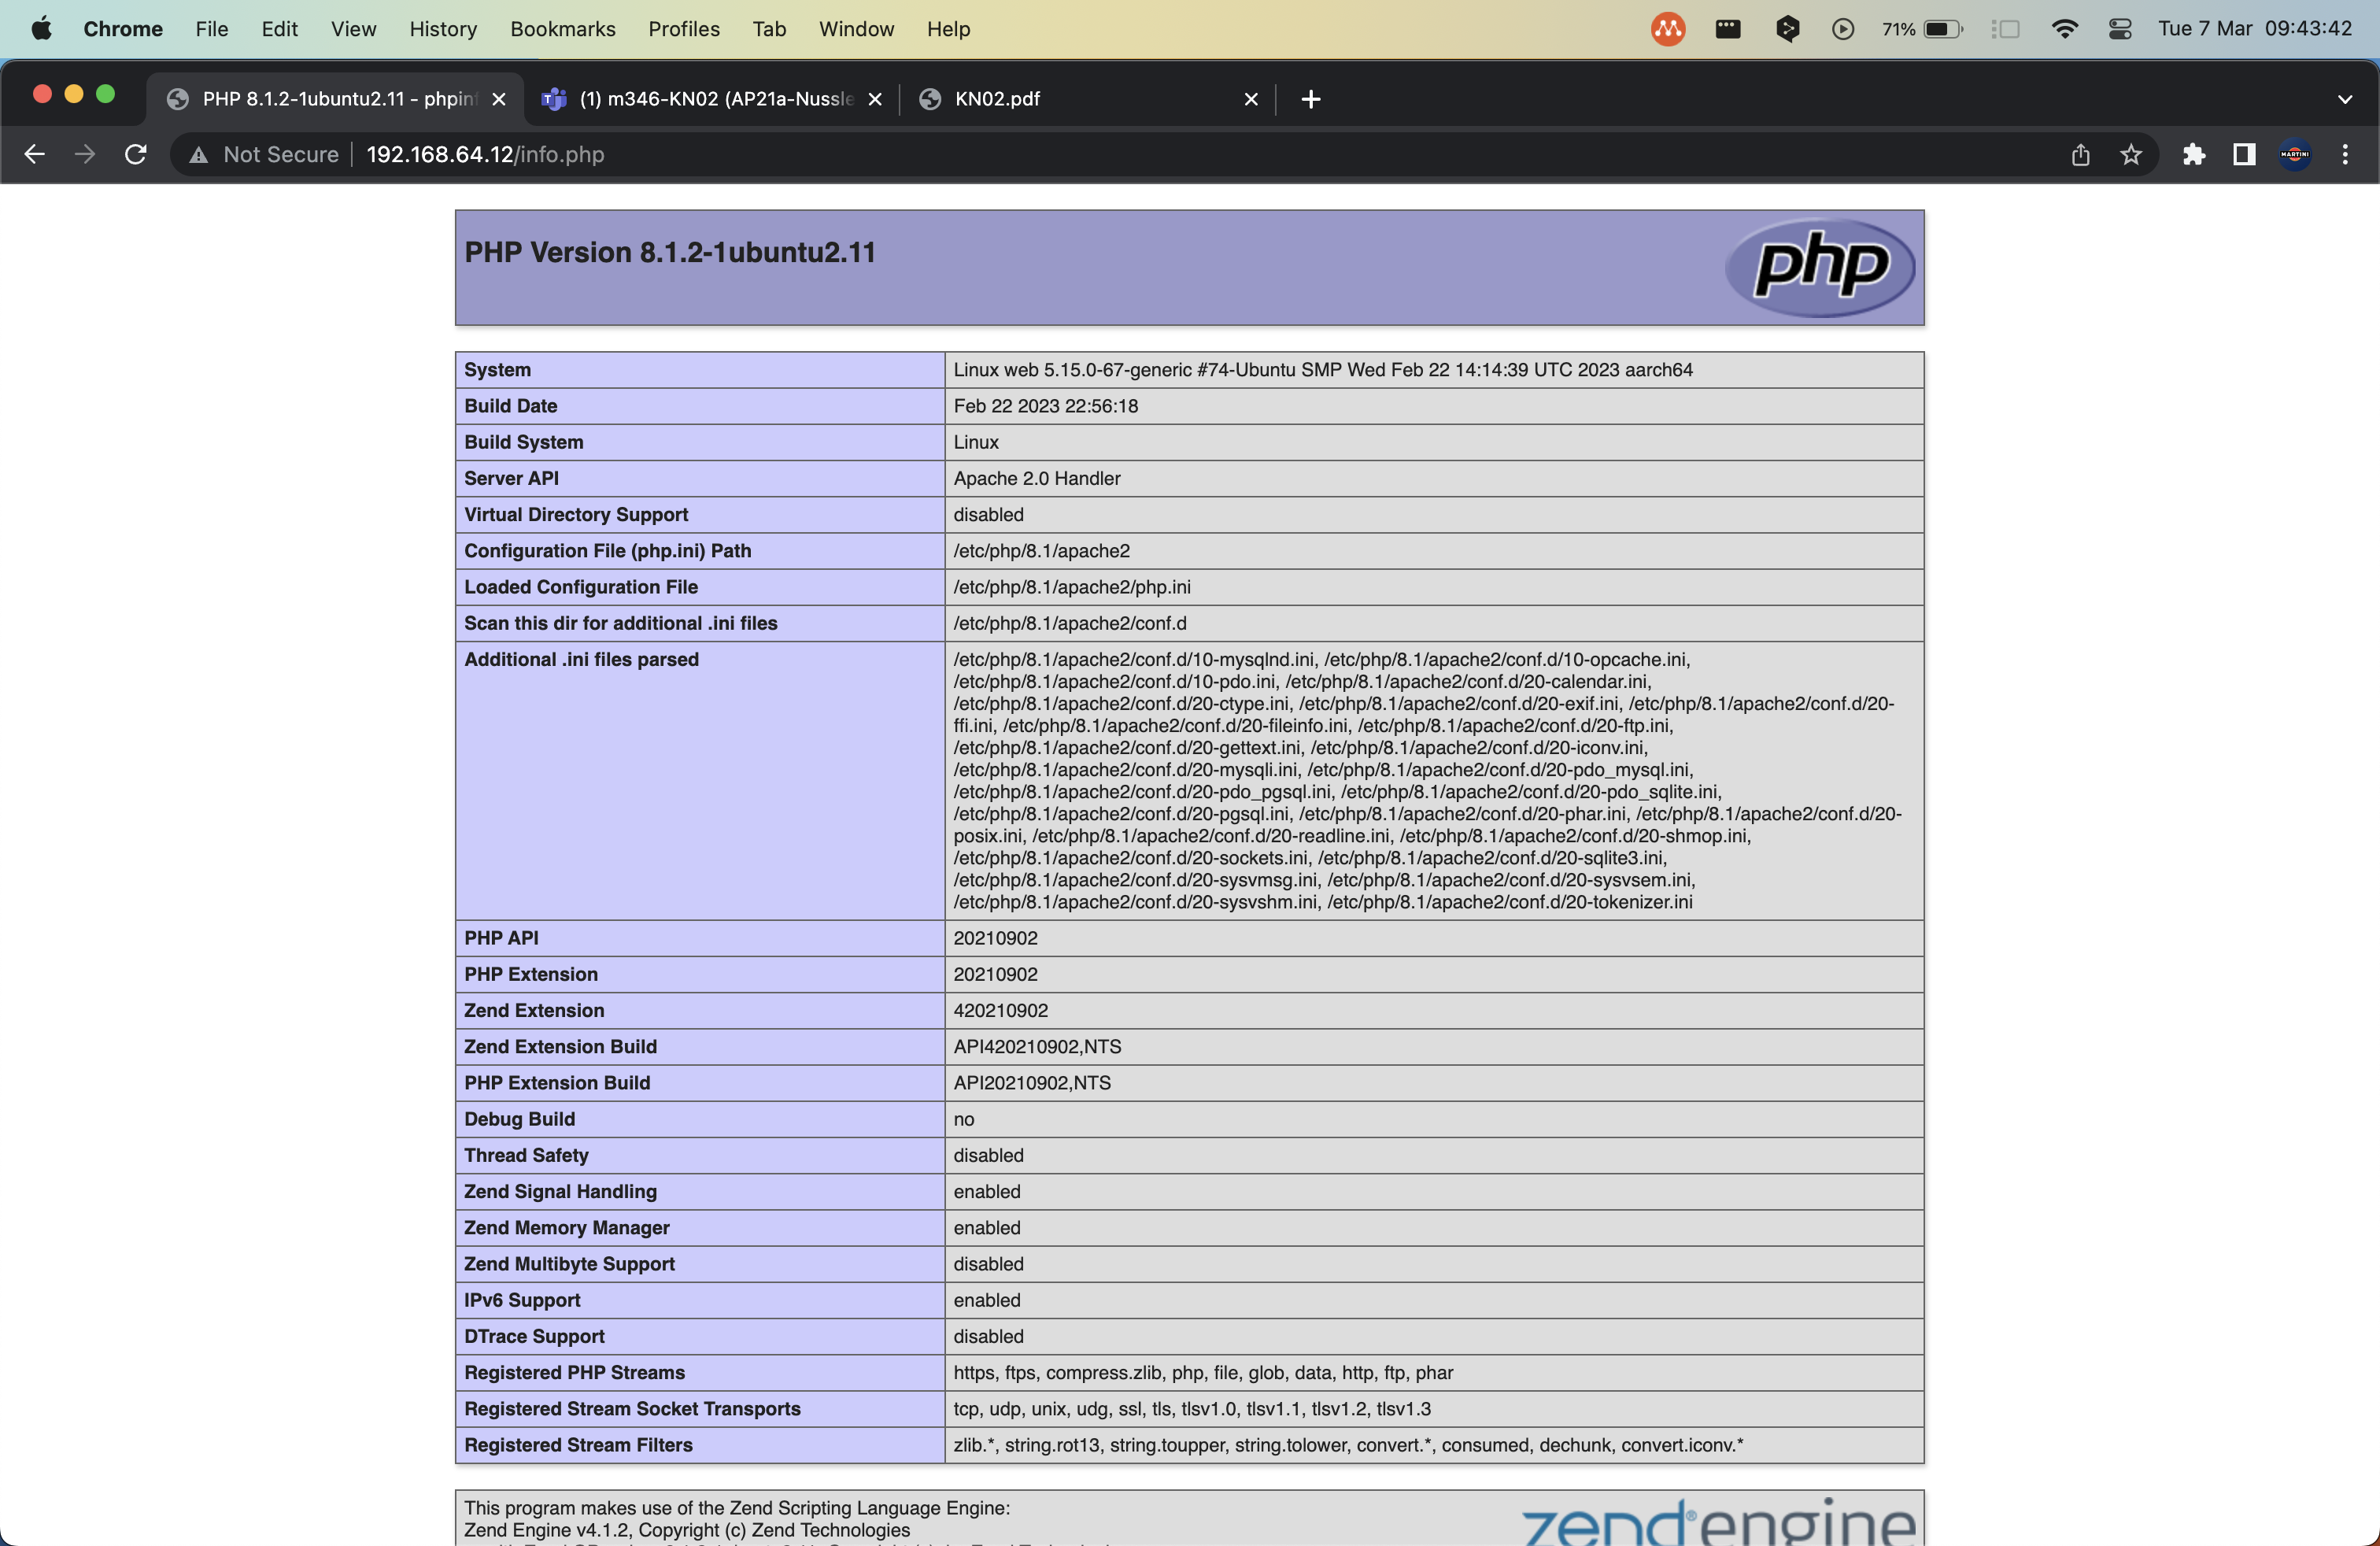 Chrome File Edit View History Bookmarks Profiles Tab Window Help 71% Tue 7 Mar 09:43:42
PHP 8.1.2-1ubuntu2.11 - phpinf (1) m346-KN02 (AP21a-Nussle KN02.pdf
Not Secure 192.168.64.12/info.php MARTINI
PHP Version 8.1.2-1ubuntu2.11 php
System Linux web 5.15.0-67-generic #74-Ubuntu SMP Wed Feb 22 14:14:39 UTC 2023 aarch64
Build Date Feb 22 2023 22:56:18
Build System Linux
Server API Apache 2.0 Handler
Virtual Directory Support disabled
Configuration File (php.ini) Path /etc/php/8.1/apache2
Loaded Configuration File /etc/php/8.1/apache2/php.ini
Scan this dir for additional .ini files /etc/php/8.1/apache2/conf.d
Additional .ini files parsed /etc/php/8.1/apache2/conf.d/10-mysqlnd.ini, /etc/php/8.1/apache2/conf.d/10-opcache.ini,
/etc/php/8.1/apache2/conf.d/10-pdo.ini, /etc/php/8.1/apache2/conf.d/20-calendar.ini,
/etc/php/8.1/apache2/conf.d/20-ctype.ini, /etc/php/8.1/apache2/conf.d/20-exif.ini, /etc/php/8.1/apache2/conf.d/20-
ffi.ini, /etc/php/8.1/apache2/conf.d/20-fileinfo.ini, /etc/php/8.1/apache2/conf.d/20-ftp.ini,
/etc/php/8.1/apache2/conf.d/20-gettext.ini, /etc/php/8.1/apache2/conf.d/20-iconv.ini,
/etc/php/8.1/apache2/conf.d/20-mysqli.ini, /etc/php/8.1/apache2/conf.d/20-pdo_mysql.ini,
/etc/php/8.1/apache2/conf.d/20-pdo_pgsql.ini, /etc/php/8.1/apache2/conf.d/20-pdo_sqlite.ini,
/etc/php/8.1/apache2/conf.d/20-pgsql.ini, /etc/php/8.1/apache2/conf.d/20-phar.ini, /etc/php/8.1/apache2/conf.d/20-
posix.ini, /etc/php/8.1/apache2/conf.d/20-readline.ini, /etc/php/8.1/apache2/conf.d/20-shmop.ini,
/etc/php/8.1/apache2/conf.d/20-sockets.ini, /etc/php/8.1/apache2/conf.d/20-sqlite3.ini,
/etc/php/8.1/apache2/conf.d/20-sysvmsg.ini, /etc/php/8.1/apache2/conf.d/20-sysvsem.ini,
/etc/php/8.1/apache2/conf.d/20-sysvshm.ini, /etc/php/8.1/apache2/conf.d/20-tokenizer.ini
PHP API 20210902
PHP Extension 20210902
Zend Extension 420210902
Zend Extension Build API420210902,NTS
PHP Extension Build API20210902,NTS
Debug Build no
Thread Safety disabled
Zend Signal Handling enabled
Zend Memory Manager enabled
Zend Multibyte Support disabled
IPv6 Support enabled
DTrace Support disabled
Registered PHP Streams https, ftps, compress.zlib, php, file, glob, data, http, ftp, phar
Registered Stream Socket Transports tcp, udp, unix, udg, ssl, tls, tlsv1.0, tlsv1.1, tlsv1.2, tlsv1.3
Registered Stream Filters zlib.*, string.rot13, string.toupper, string.tolower, convert.*, consumed, dechunk, convert.iconv.*
This program makes use of the Zend Scripting Language Engine:
Zend Engine v4.1.2, Copyright (c) Zend Technologies
zend®engine